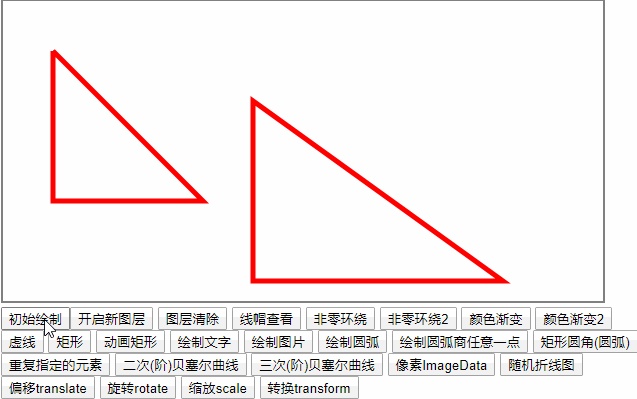 初始绘制 开启新图层 图层清除 线帽查看 非零环绕 非零环绕2 颜色渐变 颜色渐变2
虚线 矩形 动画矩形 绘制文字 绘制图片 绘制圆弧 绘制圆弧商任意一点 矩形圆角(圆弧)
重复指定的元素 二次(阶)贝塞尔曲线 三次(阶)贝塞尔曲线 像素ImageData 随机折线图
偏移translate 旋转rotate 缩放scale 转换transform